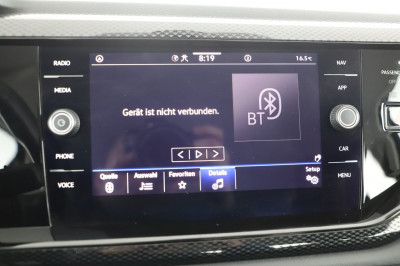 RADIO
MEDIA
PHONE
VOICE
8:19
16.5°C
Gerät ist nicht verbunden.
BT
Quelle
Auswahl
Favoriten
Details
Setup
NAV
APP
CAR
MENU
PASSENG